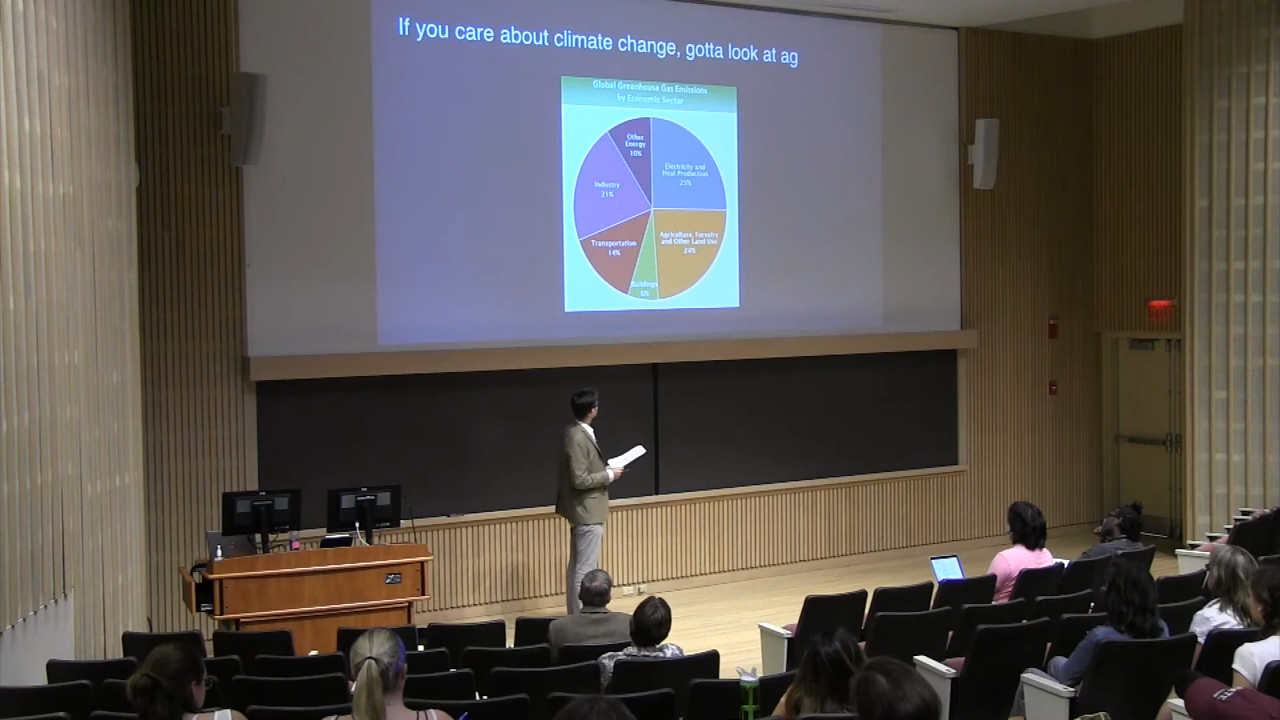 If you care about climate change, gotta look at ag
Global Greenhouse Gas Emissions
by Economic Sector
Other
Energy
10%
Electricity and
Heat Production
25%
Industry
21%
Agriculture, Forestry
and Other Land Use
24%
Transportation
14%
Buildings
6%